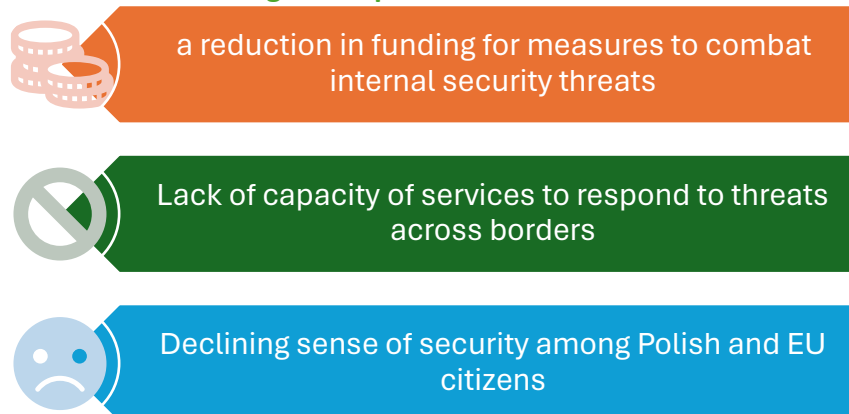 a reduction in funding for measures to combat
internal security threats
Lack of capacity of services to respond to threats
across borders
Declining sense of security among Polish and EU
citizens